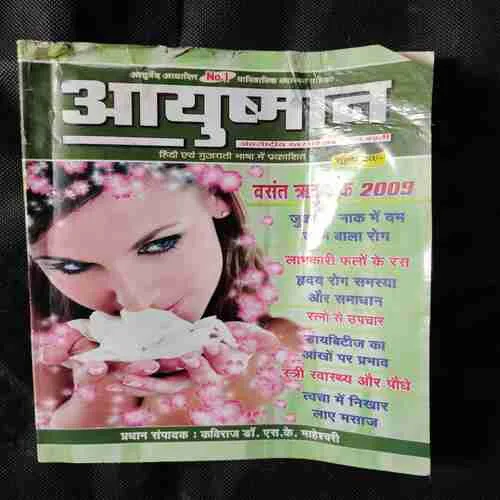 आयुर्वेद आधारित No.1 पारिवारिक स्वास्थ्य पत्रिका
आयुष्मान
हिंदी एवं गुजराती भाषा में प्रकाशित
वसंत 2009
नाक में दम
वाला रोग
लाभकारी फलों के रस
हृदय रोग समस्या
और समाधान
रत्नों से उपचार
डायबिटीज का
आंखों पर प्रभाव
स्त्री स्वास्थ्य और पौधे
त्वचा में निखार
लाए मसाज
प्रधान संपादक : कविराज डॉ. एस.के. माहेश्वरी